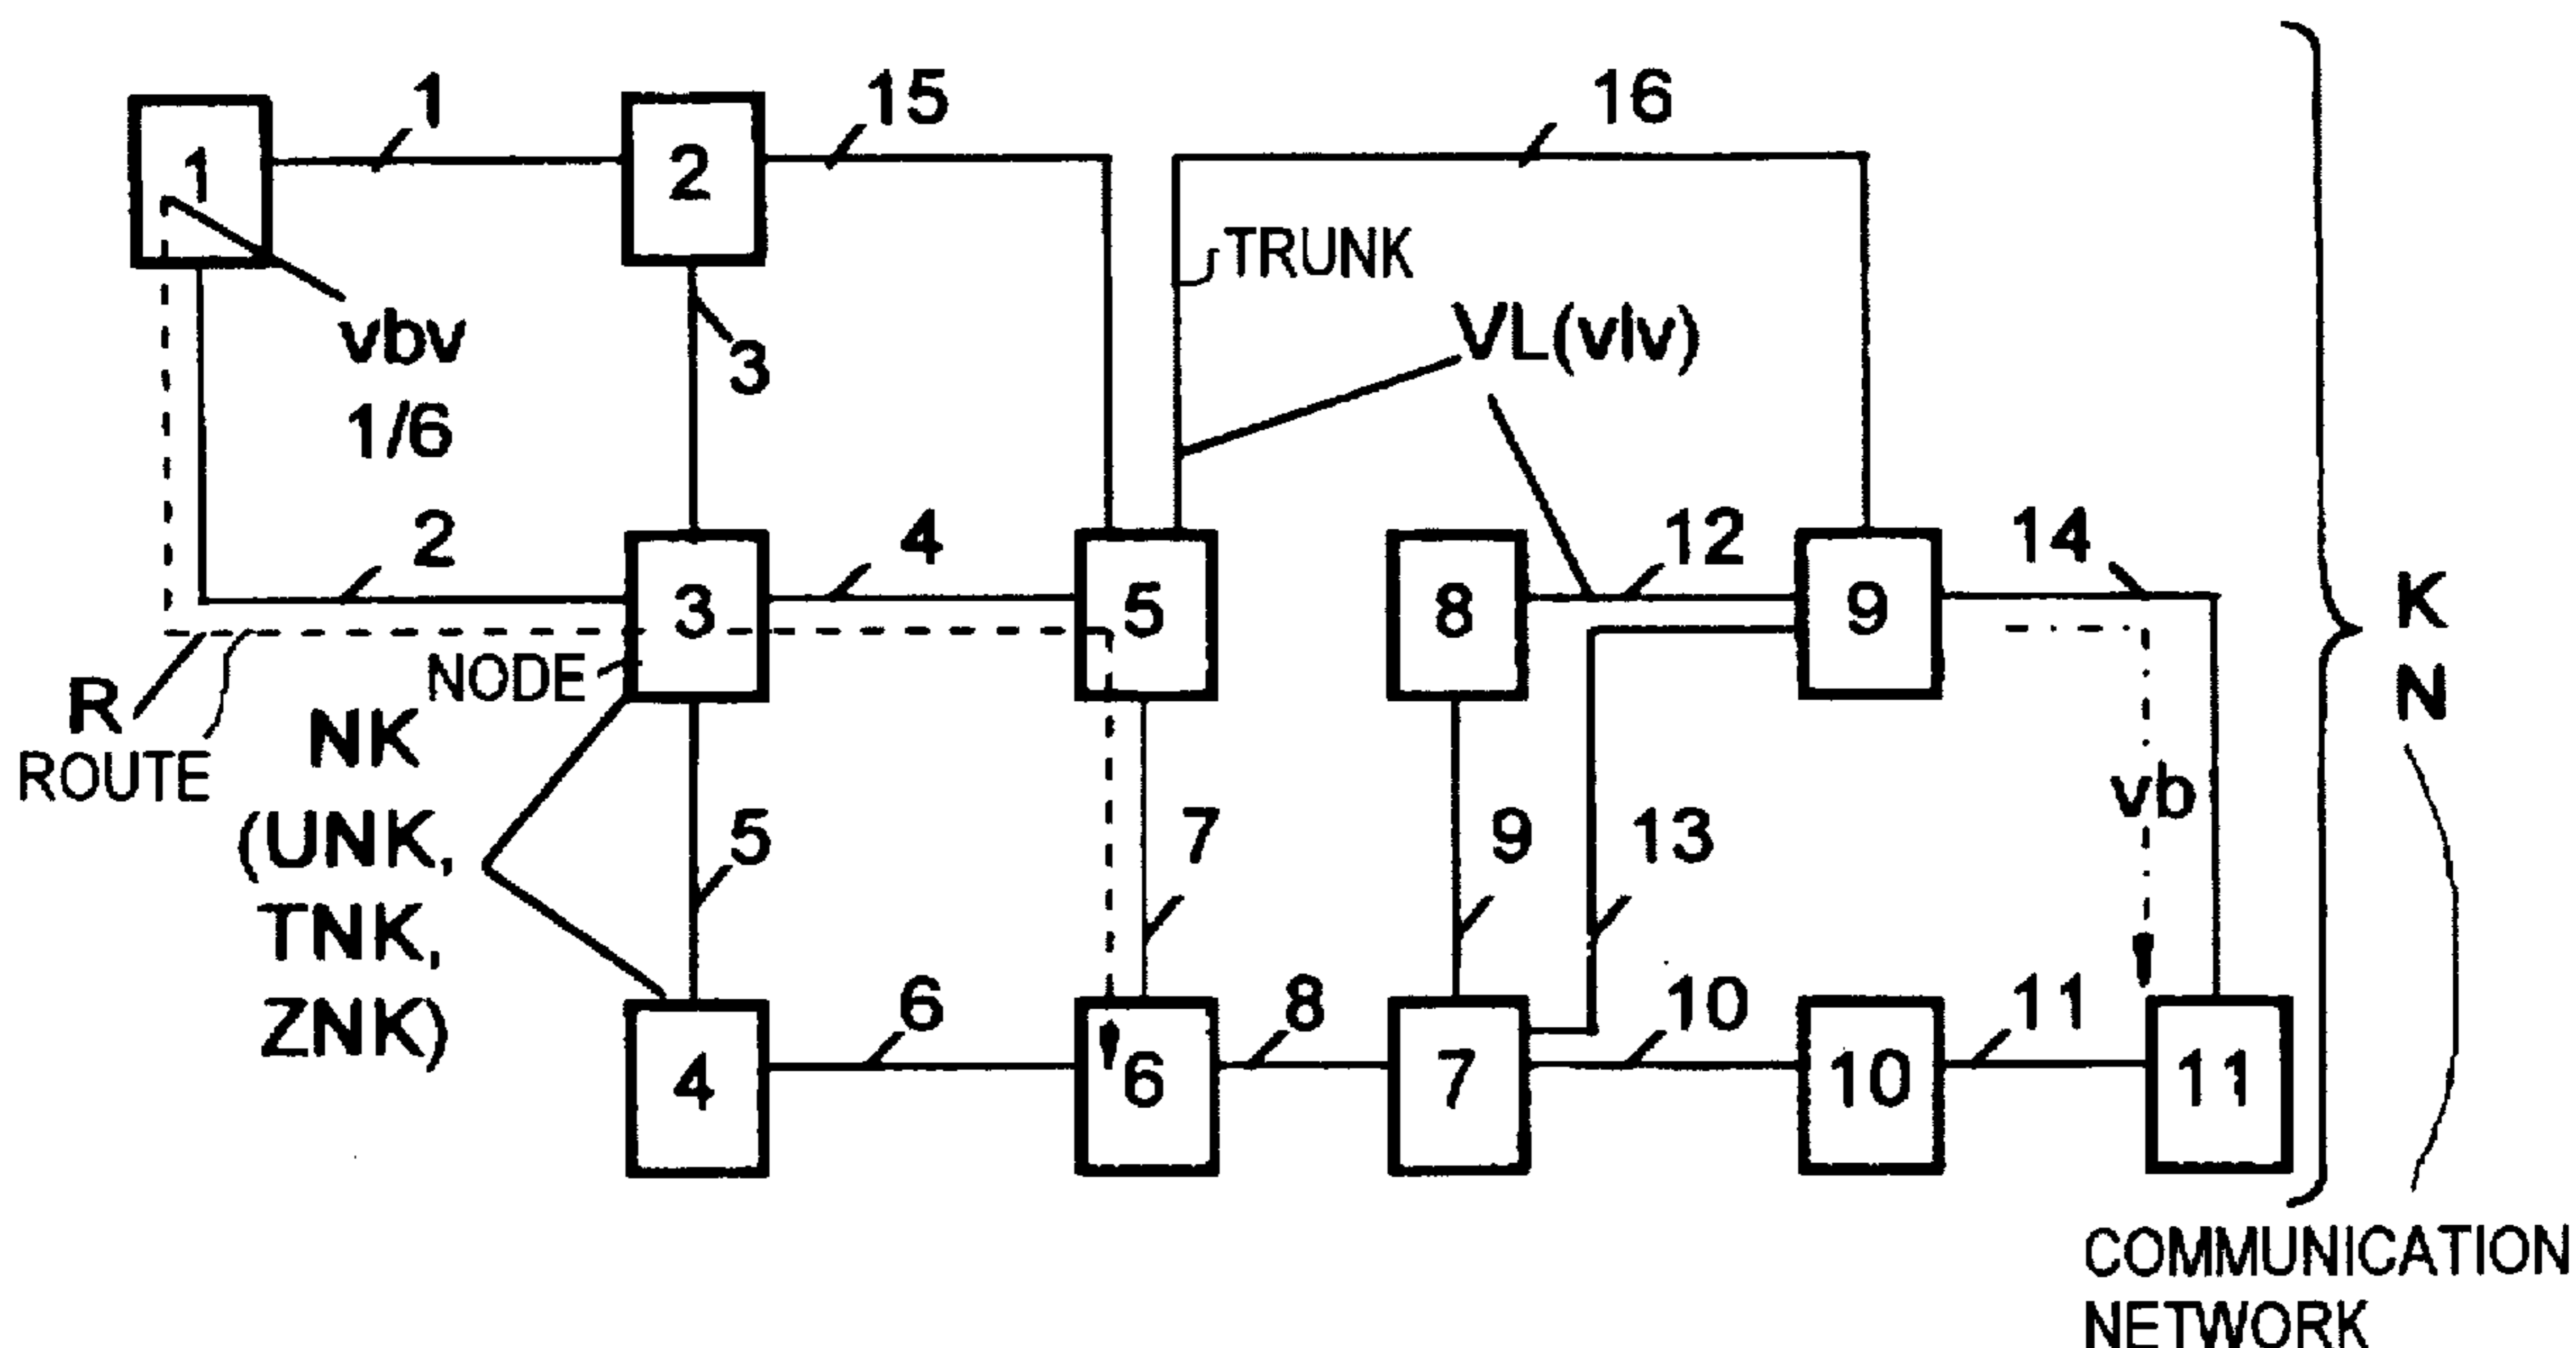 1
15
16
1
2
TRUNK
vbv
1/6
3
VL(vlv)
2
4
12
14
3
5
8
9
K
N
NODE
R
ROUTE
NK
(UNK,
TNK,
ZNK)
vb
5
7
9
13
6
8
10
11
4
6
7
10
11
COMMUNICATION
NETWORK